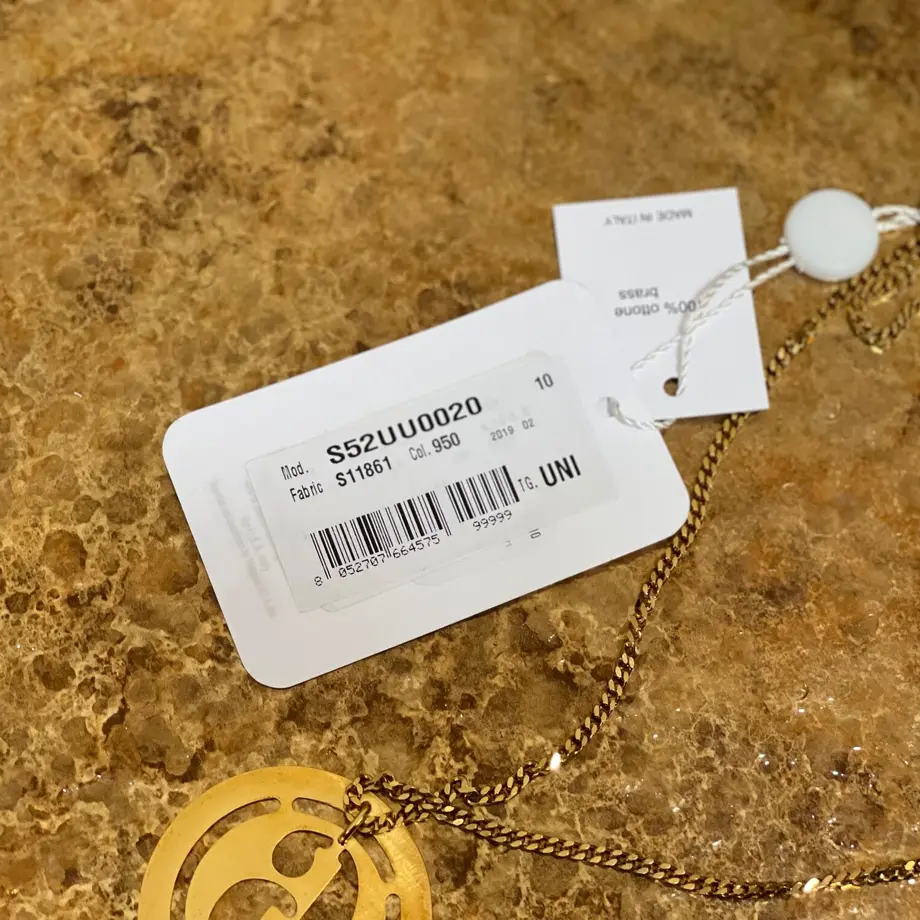 10
Mod. S52UU0020
Fabric S11861 Col. 950 2019 02
TG. UNI
8 052707 664575 99999
MADE IN ITALY
100% ottone
brass